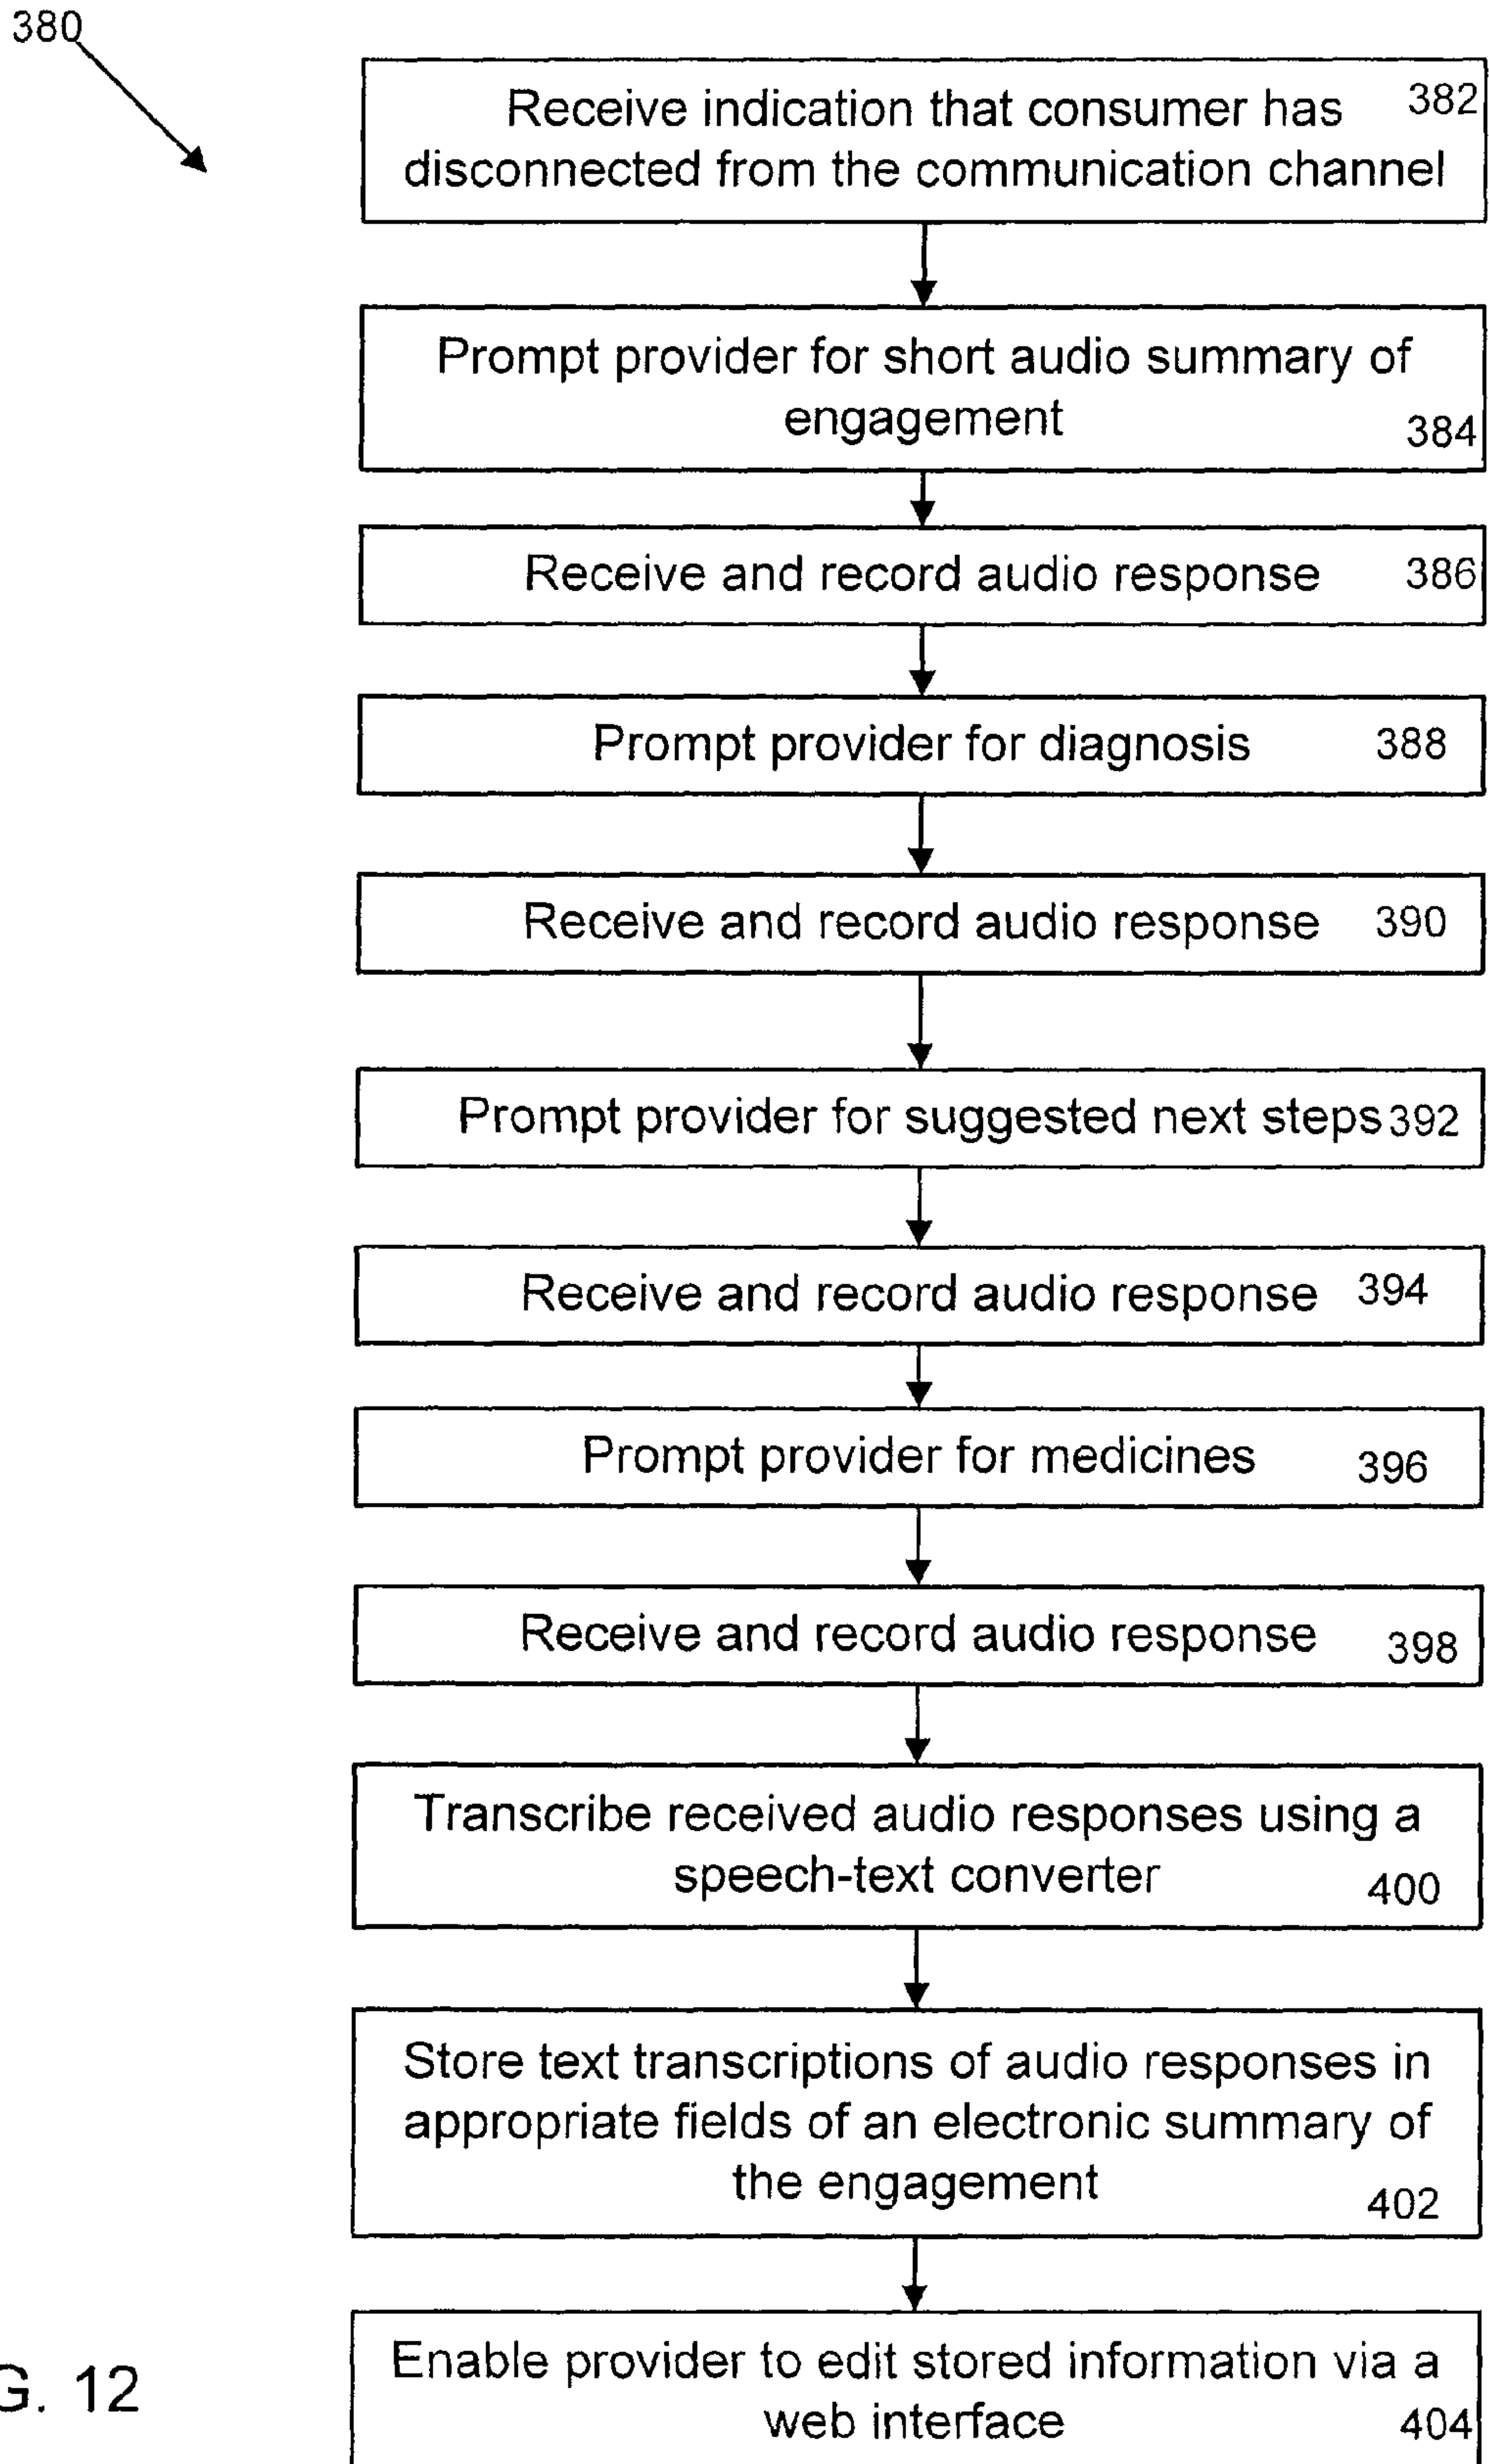 380
Receive indication that consumer has 382
disconnected from the communication channel
Prompt provider for short audio summary of
engagement 384
Receive and record audio response 386
Prompt provider for diagnosis 388
Receive and record audio response 390
Prompt provider for suggested next steps 392
Receive and record audio response 394
Prompt provider for medicines 396
Receive and record audio response 398
Transcribe received audio responses using a
speech-text converter 400
Store text transcriptions of audio responses in
appropriate fields of an electronic summary of
the engagement 402
Enable provider to edit stored information via a
web interface 404
G. 12